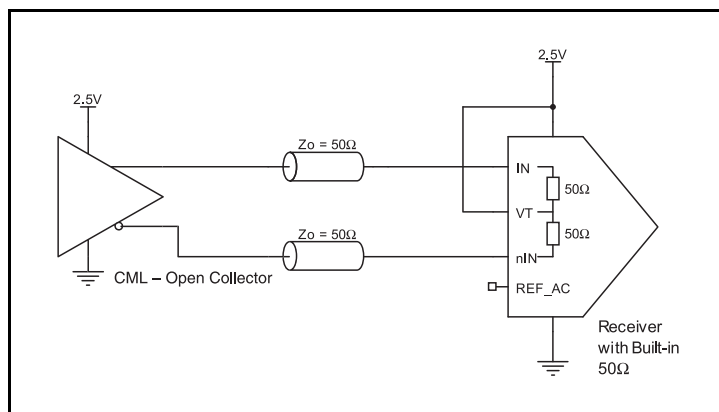 2.5V
2.5V
Zo = 50Ω
IN
50Ω
VT
50Ω
Zo = 50Ω
nIN
CML – Open Collector
REF_AC
Receiver
with Built-in
50Ω